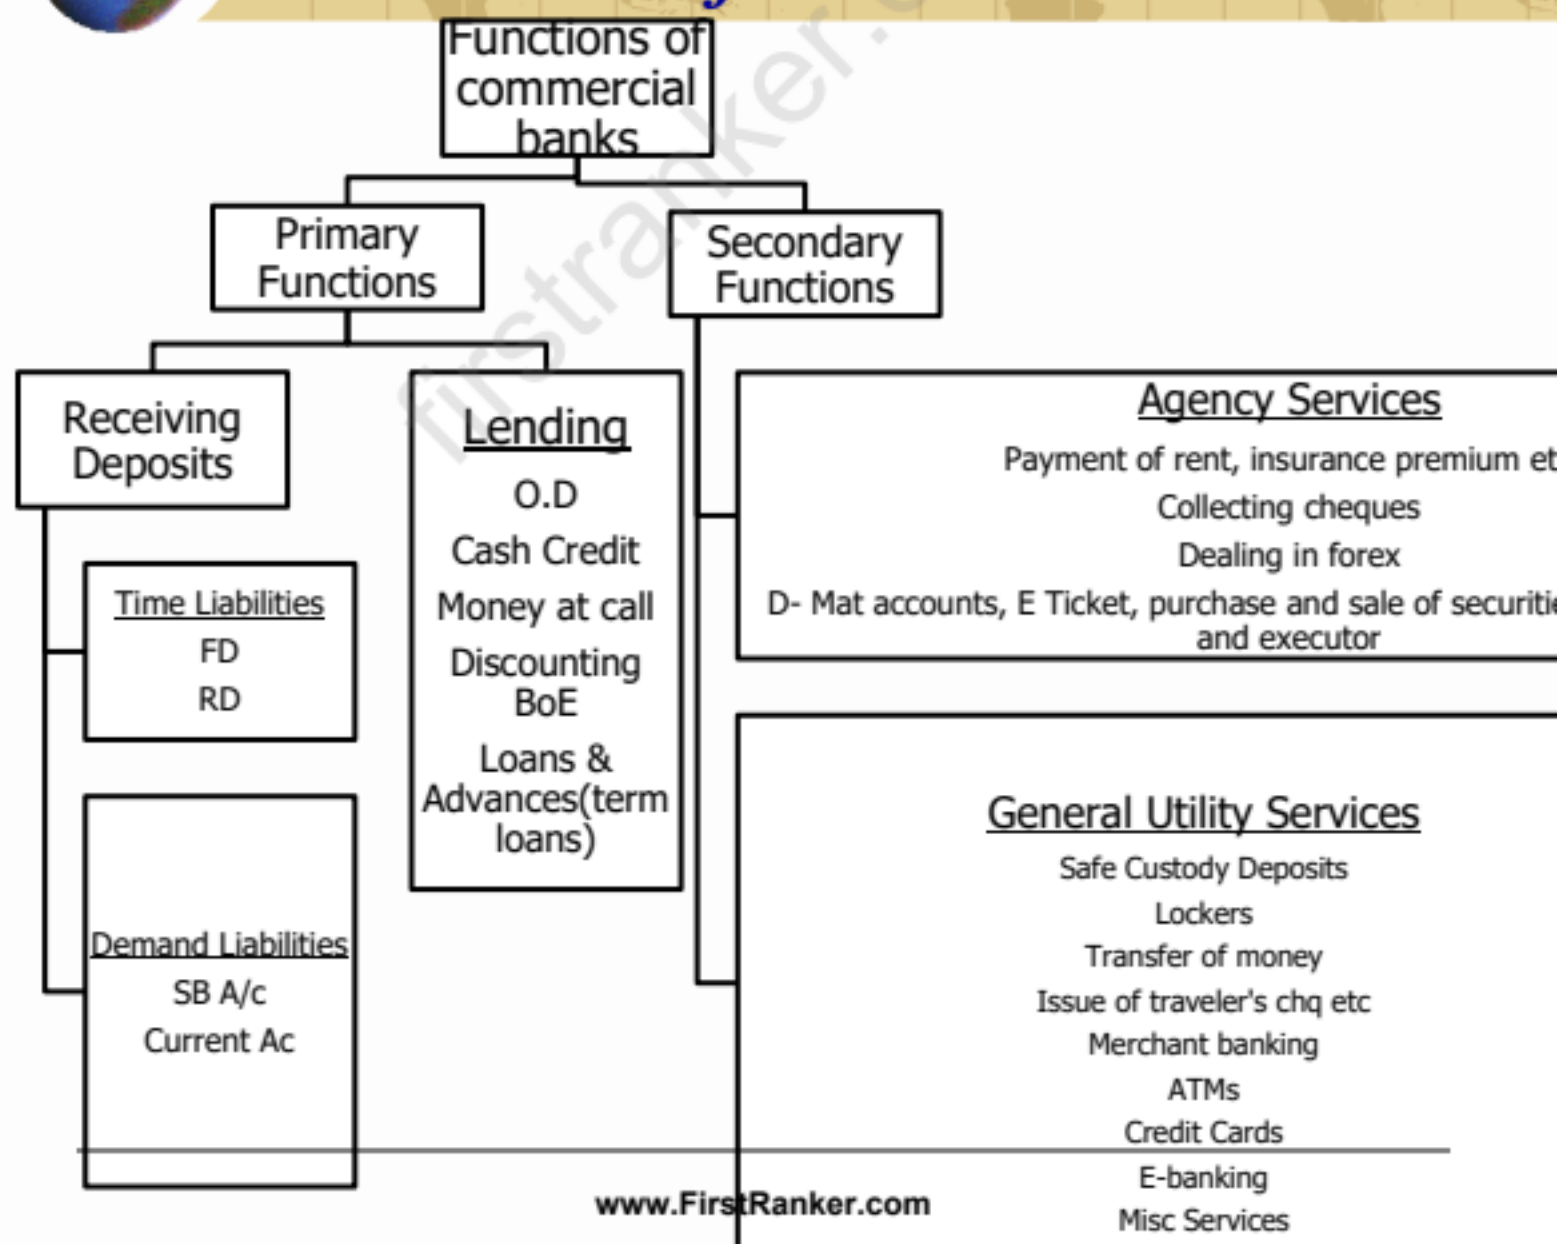 Functions of
commercial
banks
Primary
Functions
Secondary
Functions
Receiving
Deposits
Lending
O.D
Cash Credit
Money at call
Discounting
BoE
Loans &
Advances(term
loans)
Time Liabilities
FD
RD
Demand Liabilities
SB A/c
Current Ac
Agency Services
Payment of rent, insurance premium et
Collecting cheques
Dealing in forex
D- Mat accounts, E Ticket, purchase and sale of securitie
and executor
General Utility Services
Safe Custody Deposits
Lockers
Transfer of money
Issue of traveler's chq etc
Merchant banking
ATMs
Credit Cards
E-banking
Misc Services
www.FirstRanker.com
firstranker.c